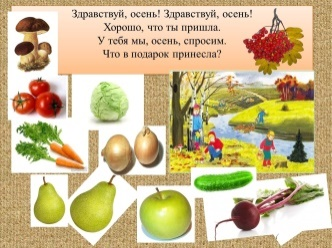 Здравствуй, осень! Здравствуй, осень!
Хорошо, что ты пришла.
У тебя мы, осень, спросим.
Что в подарок принесла?